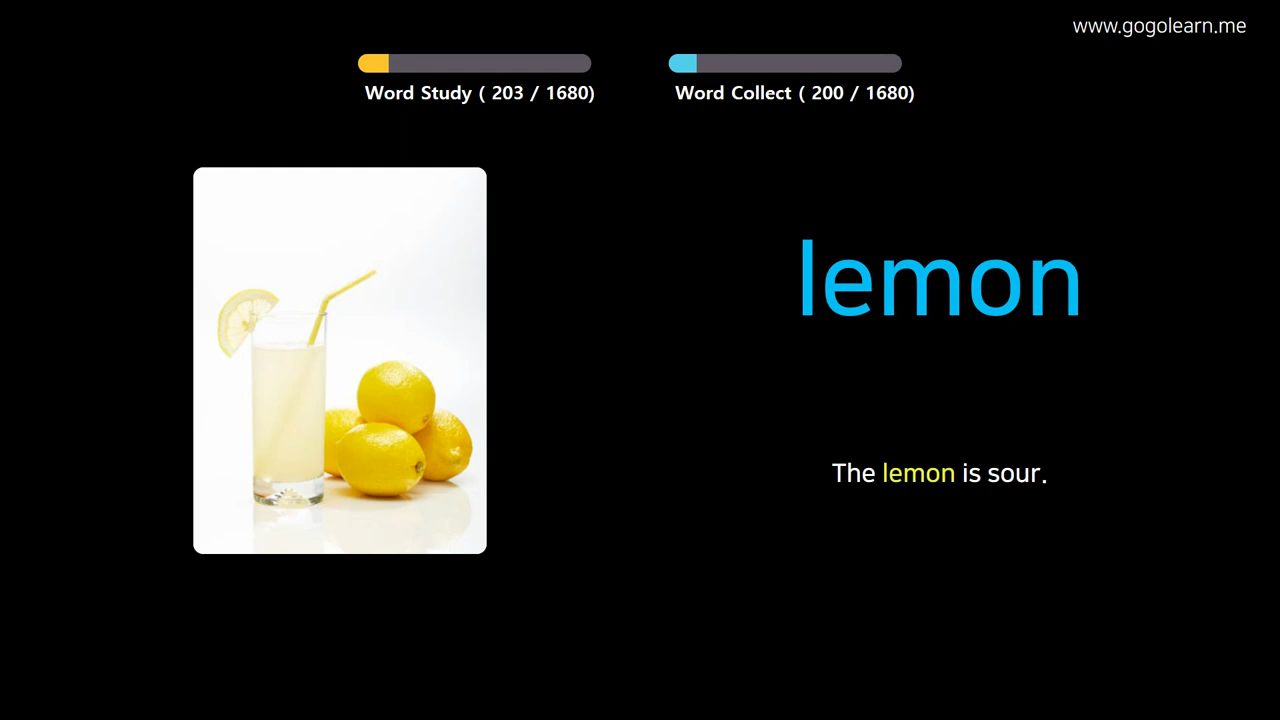 www.gogolearn.me
Word Study ( 203 / 1680)
Word Collect ( 200 / 1680)
lemon
The lemon is sour.